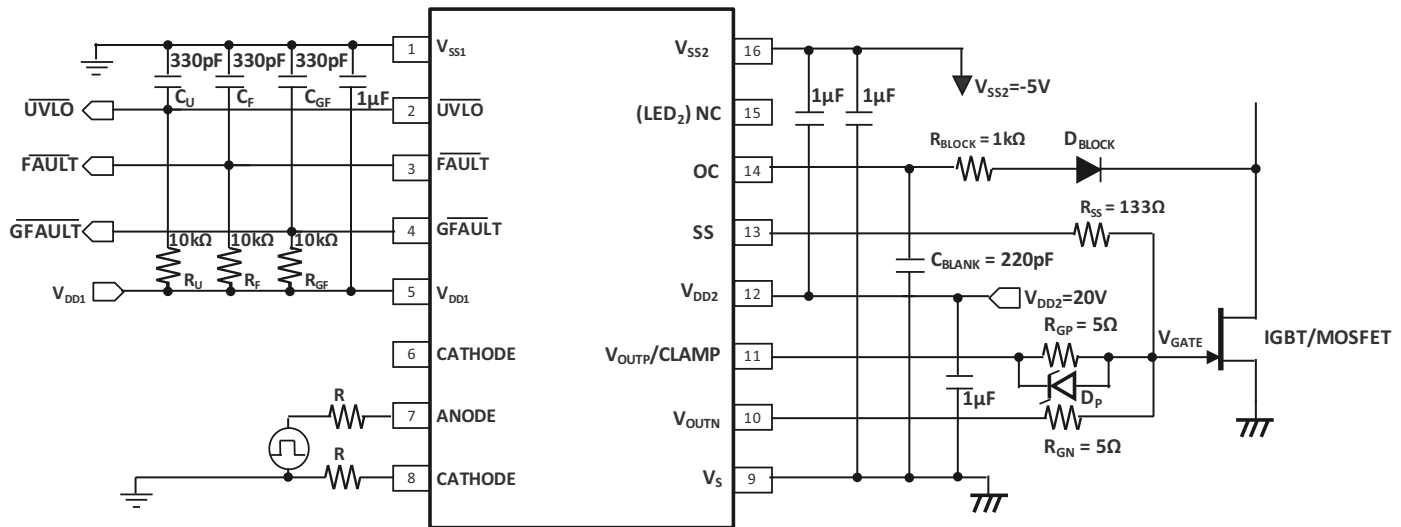 330pF 330pF 330pF
1 V_SS1
C_U C_F C_GF 1µF
UVLO
2 UVLO
FAULT
3 FAULT
GFAULT
4 GFAULT
10kΩ 10kΩ 10kΩ
R_U R_F R_GF
V_DD1
5 V_DD1
6 CATHODE
R
7 ANODE
R
8 CATHODE
V_SS2 16
1µF 1µF
V_SS2=-5V
(LED_2) NC 15
R_BLOCK = 1kΩ
D_BLOCK
OC 14
R_SS = 133Ω
SS 13
C_BLANK = 220pF
V_DD2 12
V_DD2=20V
R_GP = 5Ω
V_GATE
IGBT/MOSFET
V_OUTP/CLAMP 11
1µF
D_P
V_OUTN 10
R_GN = 5Ω
V_S 9